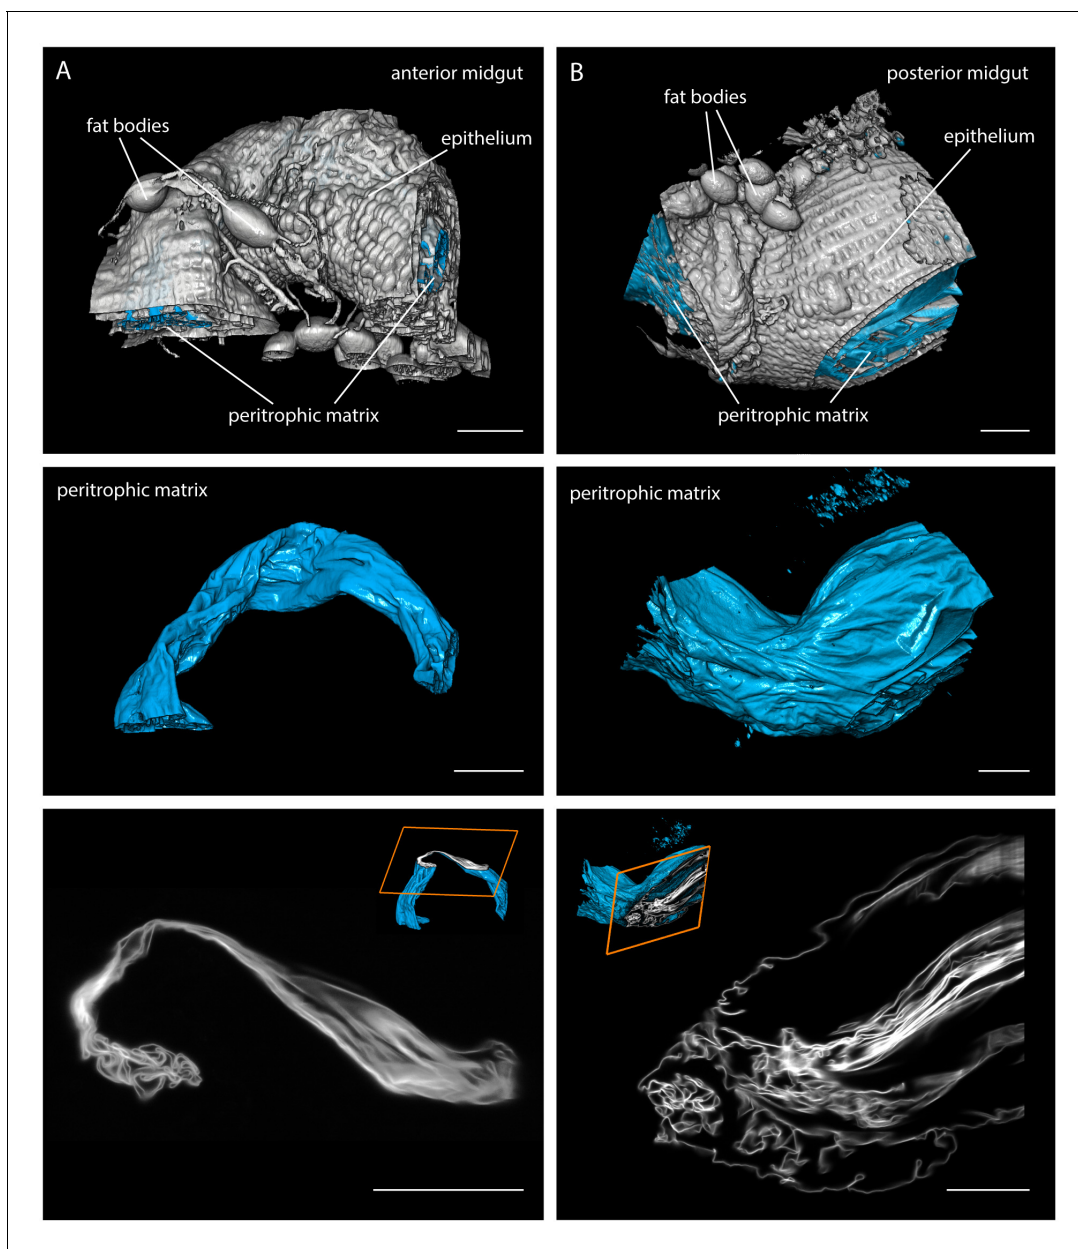 A
anterior midgut
fat bodies
epithelium
peritrophic matrix
B
posterior midgut
fat bodies
epithelium
peritrophic matrix
peritrophic matrix
peritrophic matrix